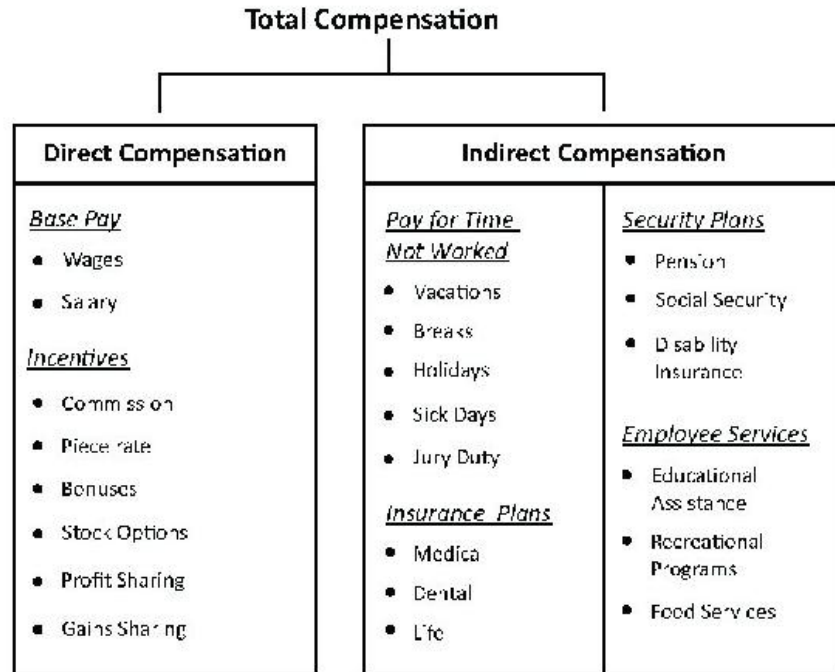 Total Compensation
Direct Compensation
Base Pay
• Wages
• Salary
Incentives
• Commission
• Piece rate
• Bonuses
• Stock Options
• Profit Sharing
• Gains Sharing
Indirect Compensation
Pay for Time
Not Worked
• Vacations
• Breaks
• Holidays
• Sick Days
• Jury Duty
Insurance Plans
• Medica
• Dental
• Life
Security Plans
• Pension
• Social Security
• Disability
Insurance
Employee Services
• Educational
Assistance
• Recreational
Programs
• Food Services